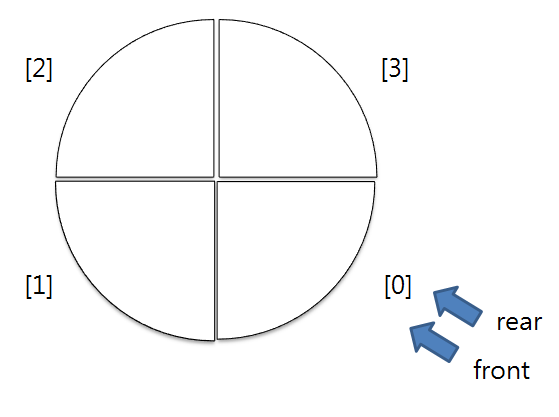 [2]
[3]
[1]
[0]
rear
front